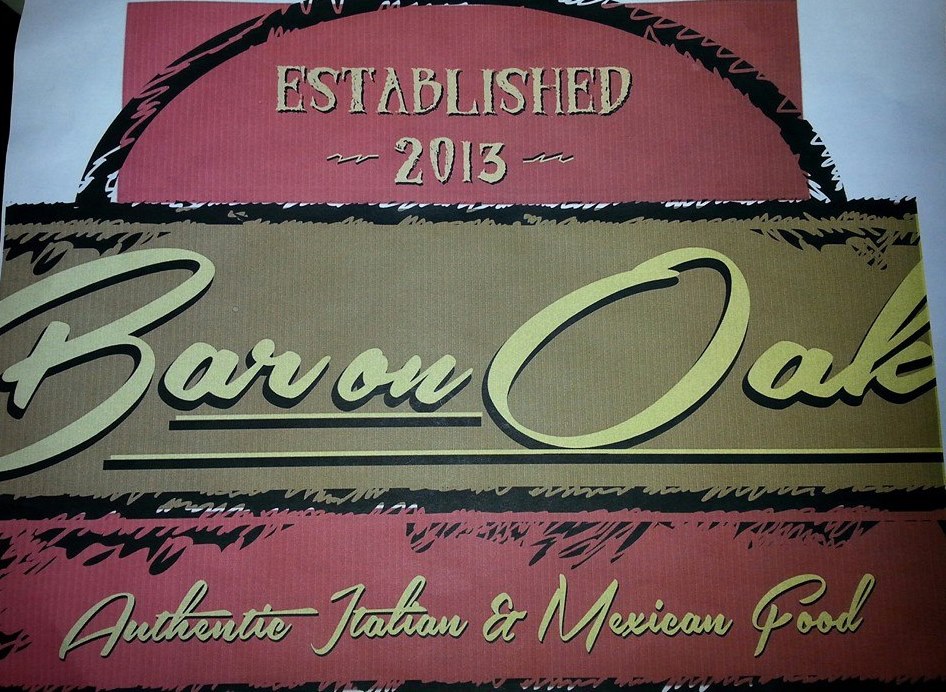 ESTABLISHED
2013
Bar on Oak
Authentic Italian & Mexican Food